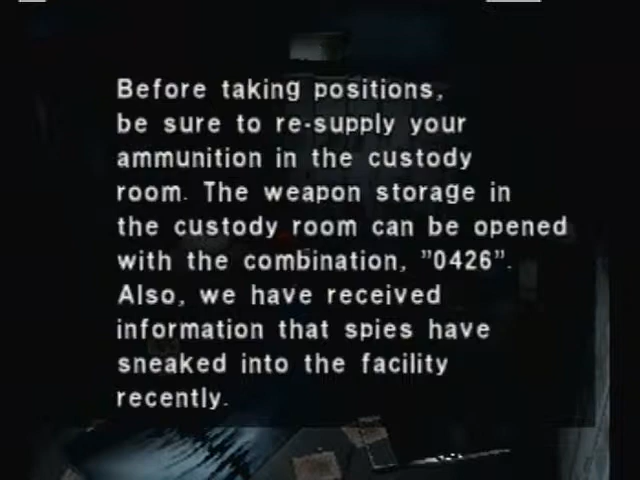 Before taking positions,
be sure to re-supply your
ammunition in the custody
room. The weapon storage in
the custody room can be opened
with the combination, ”0426”.
Also, we have received
information that spies have
sneaked into the facility
recently.